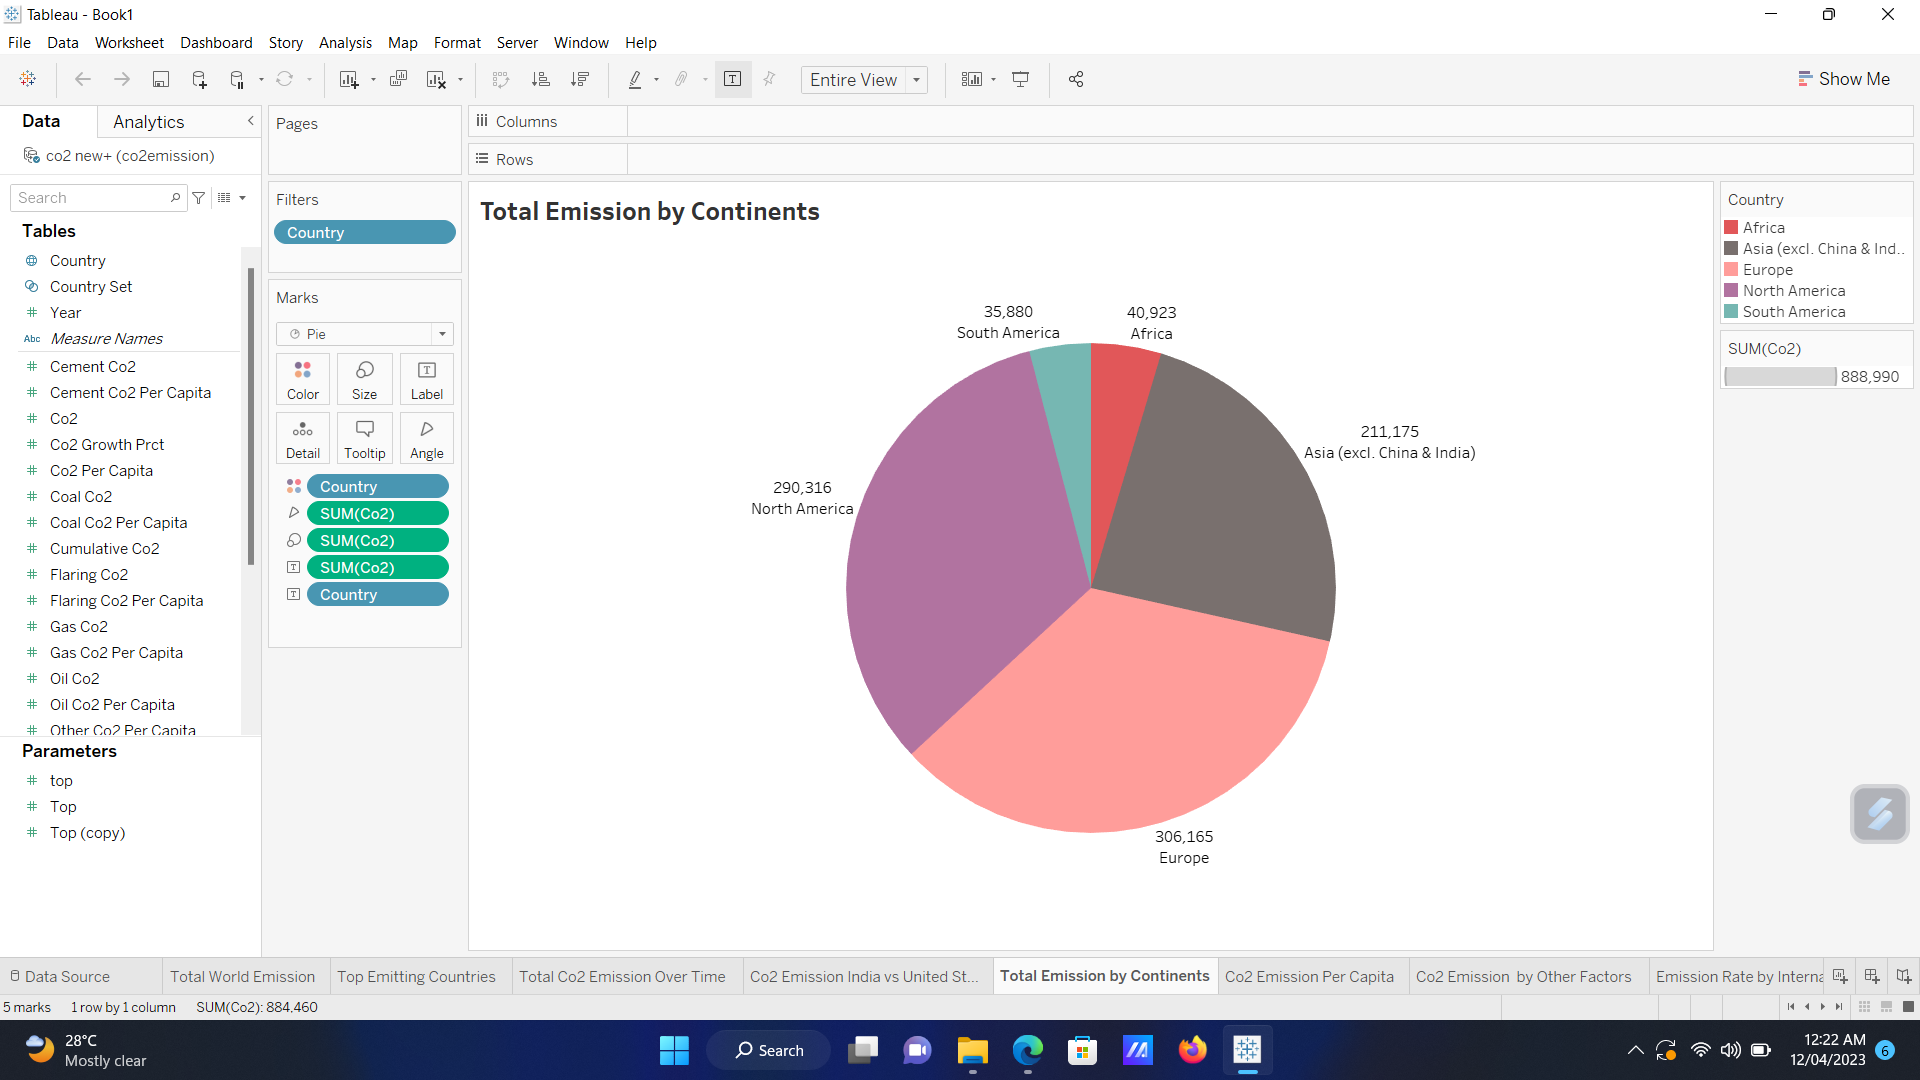 Tableau - Book1
File Data Worksheet Dashboard Story Analysis Map Format Server Window Help
Entire View
Show Me
Data Analytics
co2 new+ (co2emission)
Search
Tables
Country
Country Set
Year
Abc Measure Names
Cement Co2
Cement Co2 Per Capita
Co2
Co2 Growth Prct
Co2 Per Capita
Coal Co2
Coal Co2 Per Capita
Cumulative Co2
Flaring Co2
Flaring Co2 Per Capita
Gas Co2
Gas Co2 Per Capita
Oil Co2
Oil Co2 Per Capita
Other Co2 Per Capita
Parameters
top
Top
Top (copy)
Pages
Filters
Country
Marks
Pie
Color Size Label
Detail Tooltip Angle
Country
SUM(Co2)
SUM(Co2)
SUM(Co2)
Country
Columns
Rows
Total Emission by Continents
35,880
South America
40,923
Africa
211,175
Asia (excl. China & India)
290,316
North America
306,165
Europe
Country
Africa
Asia (excl. China & Ind..
Europe
North America
South America
SUM(Co2)
888,990
Data Source Total World Emission Top Emitting Countries Total Co2 Emission Over Time Co2 Emission India vs United St... Total Emission by Continents Co2 Emission Per Capita Co2 Emission by Other Factors Emission Rate by Interna
5 marks 1 row by 1 column SUM(Co2): 884,460
28°C
Mostly clear
Search
12:22 AM
12/04/2023
6